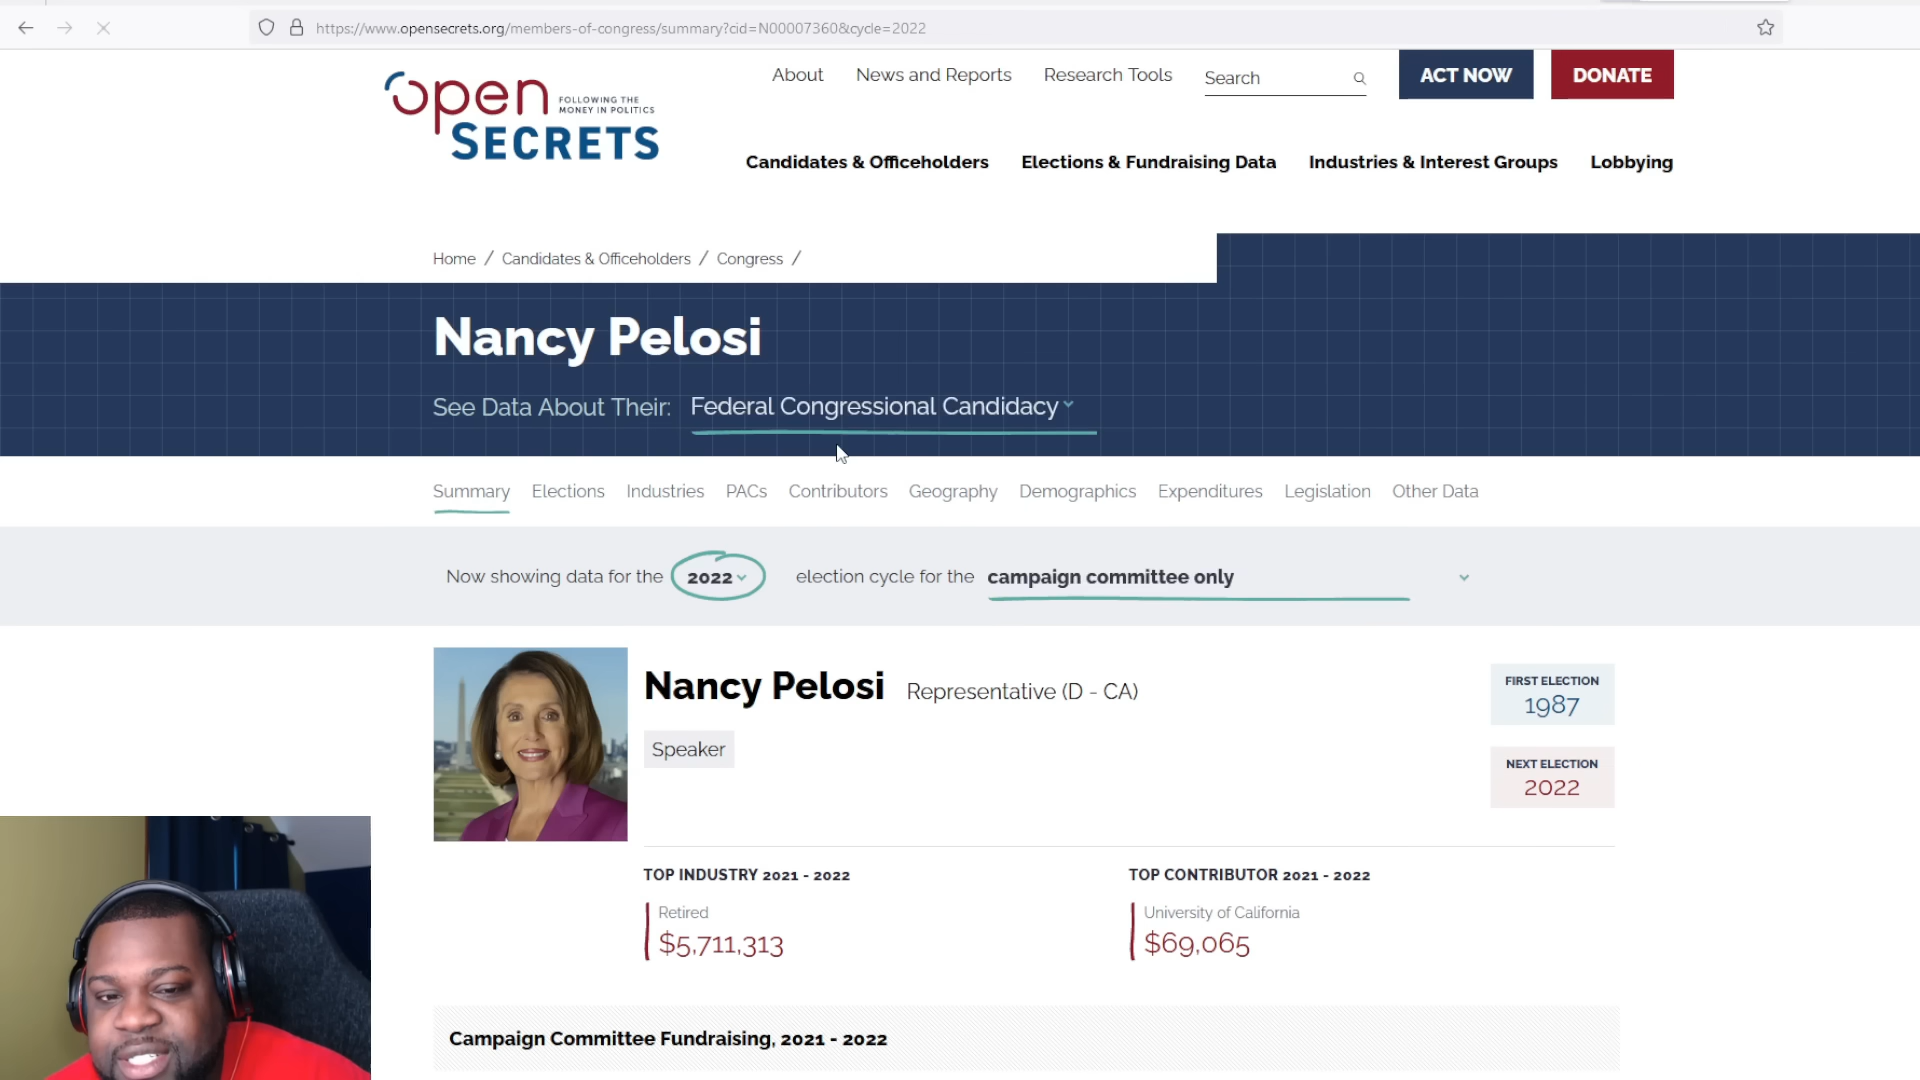 https://www.opensecrets.org/members-of-congress/summary?cid=N00007360&cycle=2022
open
FOLLOWING THE
MONEY IN POLITICS
SECRETS
About
News and Reports
Research Tools
Search
ACT NOW
DONATE
Candidates & Officeholders
Elections & Fundraising Data
Industries & Interest Groups
Lobbying
Home / Candidates & Officeholders / Congress /
Nancy Pelosi
See Data About Their: Federal Congressional Candidacy
Summary
Elections
Industries
PACs
Contributors
Geography
Demographics
Expenditures
Legislation
Other Data
Now showing data for the 2022 election cycle for the campaign committee only
Nancy Pelosi Representative (D - CA)
Speaker
FIRST ELECTION
1987
NEXT ELECTION
2022
TOP INDUSTRY 2021 - 2022
Retired
$5,711,313
TOP CONTRIBUTOR 2021 - 2022
University of California
$69,065
Campaign Committee Fundraising, 2021 - 2022